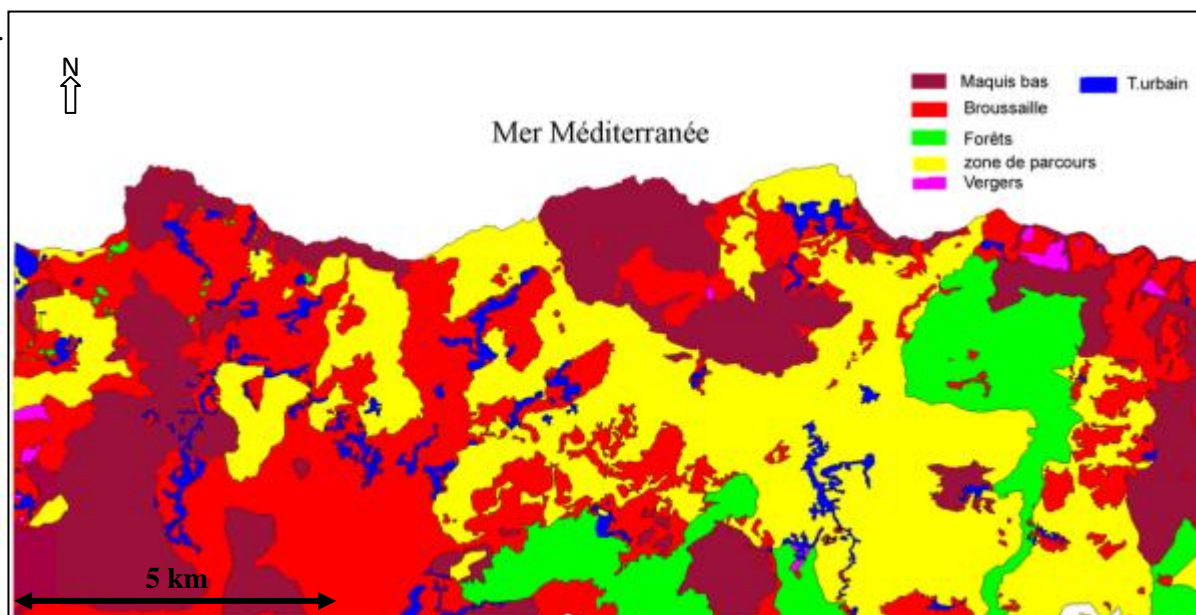 N
Maquis bas
T.urbain
Broussaille
Mer Méditerranée
Forêts
zone de parcours
Vergers
5 km